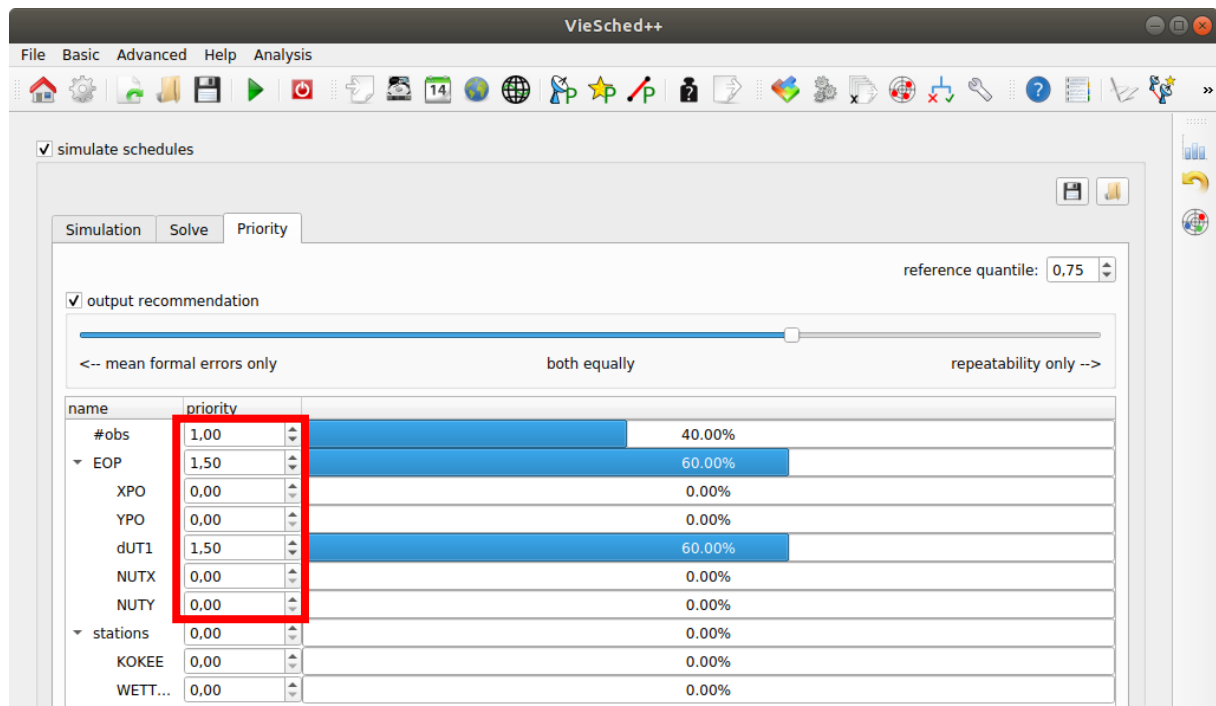 VieSched++
File Basic Advanced Help Analysis
14
simulate schedules
Simulation Solve Priority
reference quantile: 0,75
output recommendation
<-- mean formal errors only both equally repeatability only -->
name priority
#obs 1,00 40.00%
EOP 1,50 60.00%
XPO 0,00 0.00%
YPO 0,00 0.00%
dUT1 1,50 60.00%
NUTX 0,00 0.00%
NUTY 0,00 0.00%
stations 0,00 0.00%
KOKEE 0,00 0.00%
WETT... 0,00 0.00%